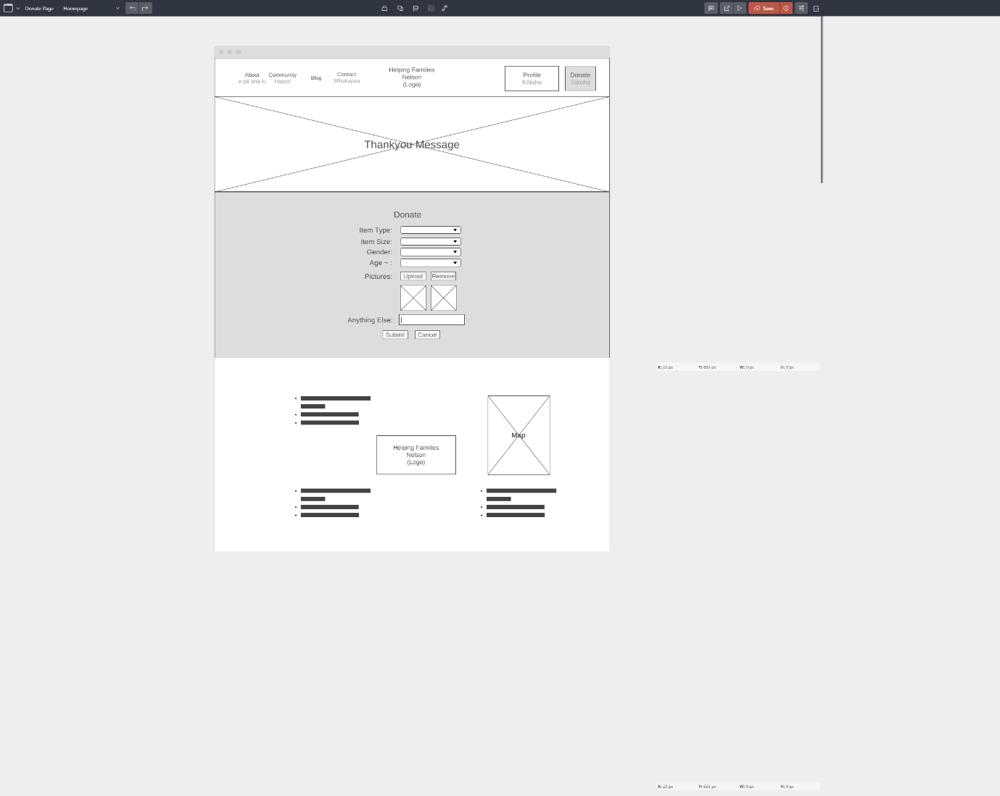 Donate Page
Homepage
Save
About
e pā ana ki
Community
Hapori
Blog
Contact
Whakapaa
Helping Families
Nelson
(Logo)
Profile
Kōtaha
Donate
Takoha
Thankyou Message
Donate
Item Type:
Item Size:
Gender:
Age ~ :
Pictures:
Upload
Remove
Anything Else:
Submit
Cancel
X: 23 px Y: 663 px W: 0 px H: 0 px
Map
Helping Families
Nelson
(Logo)
X: 23 px Y: 663 px W: 0 px H: 0 px